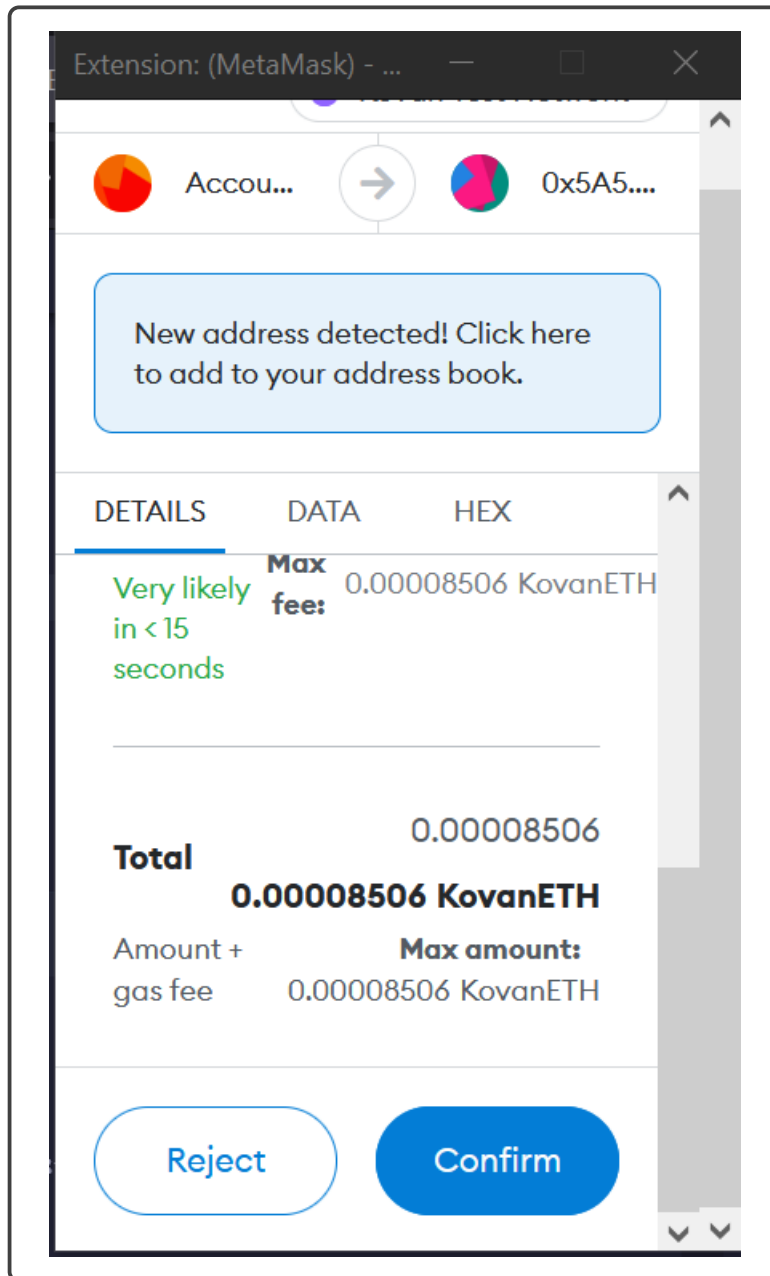 Extension: (MetaMask) - ...
Accou... 0x5A5....
New address detected! Click here
to add to your address book.
DETAILS DATA HEX
Very likely
in < 15
seconds
Max
fee:
0.00008506 KovanETH
0.00008506
Total
0.00008506 KovanETH
Amount +
gas fee
Max amount:
0.00008506 KovanETH
Reject Confirm